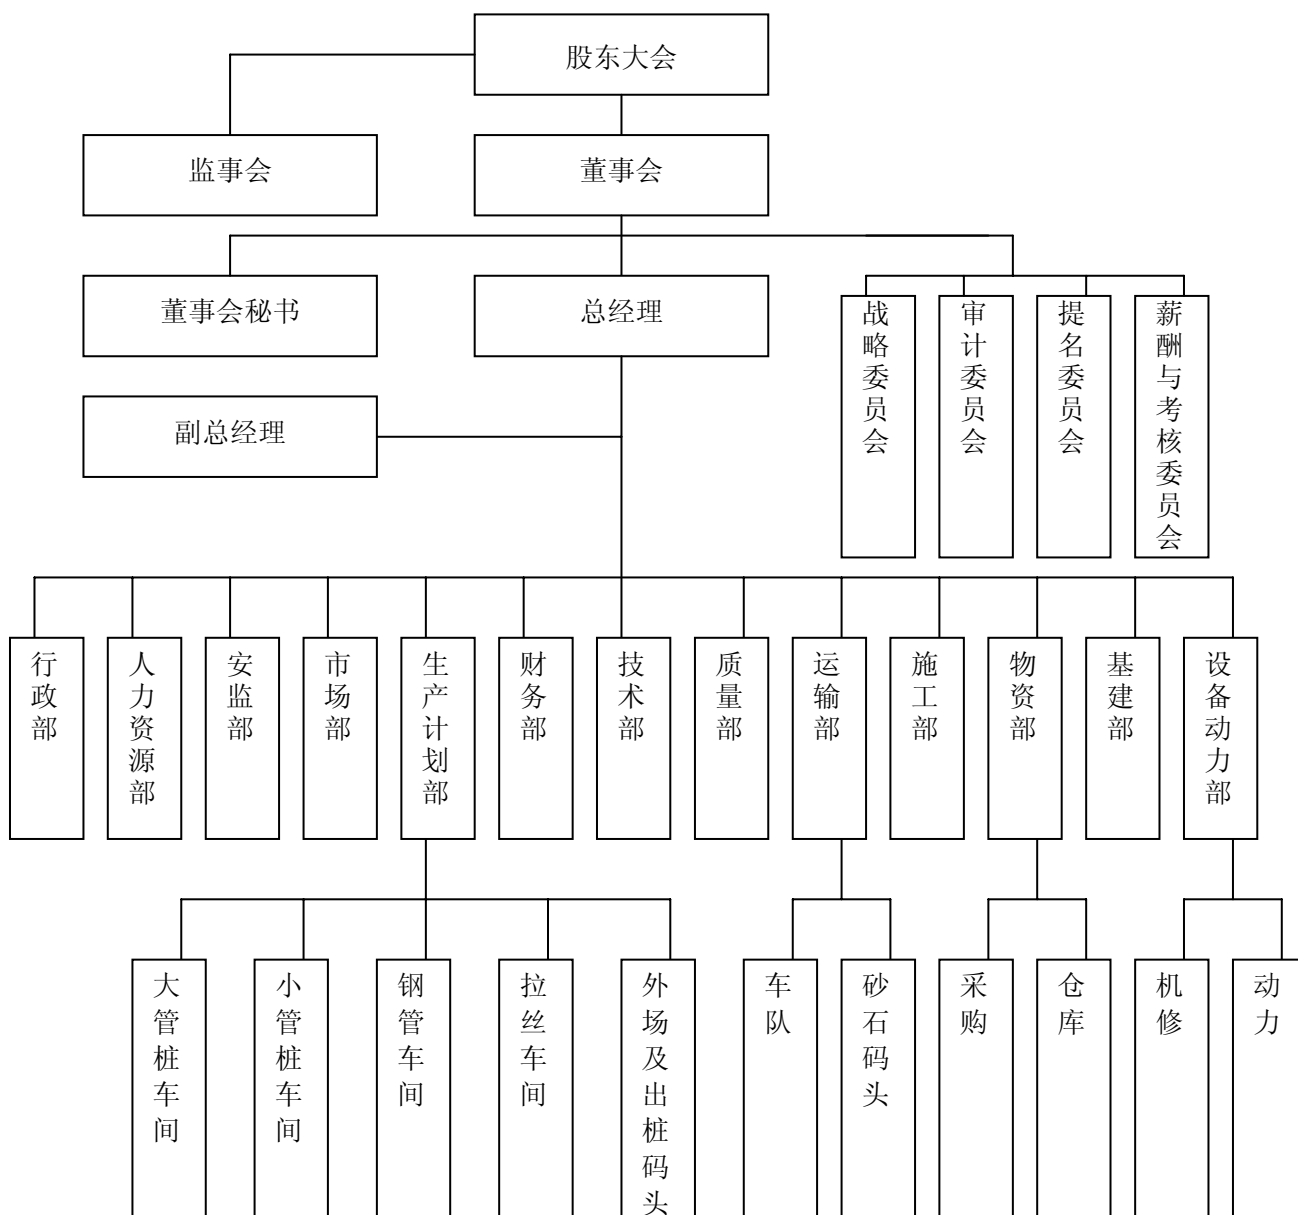 股东大会
监事会
董事会
董事会秘书
总经理
战略委员会
审计委员会
提名委员会
薪酬与考核委员会
副总经理
行政部
人力资源部
安监部
市场部
生产计划部
财务部
技术部
质量部
运输部
施工部
物资部
基建部
设备动力部
大管桩车间
小管桩车间
钢管车间
拉丝车间
外场及出桩码头
车队
砂石码头
采购
仓库
机修
动力